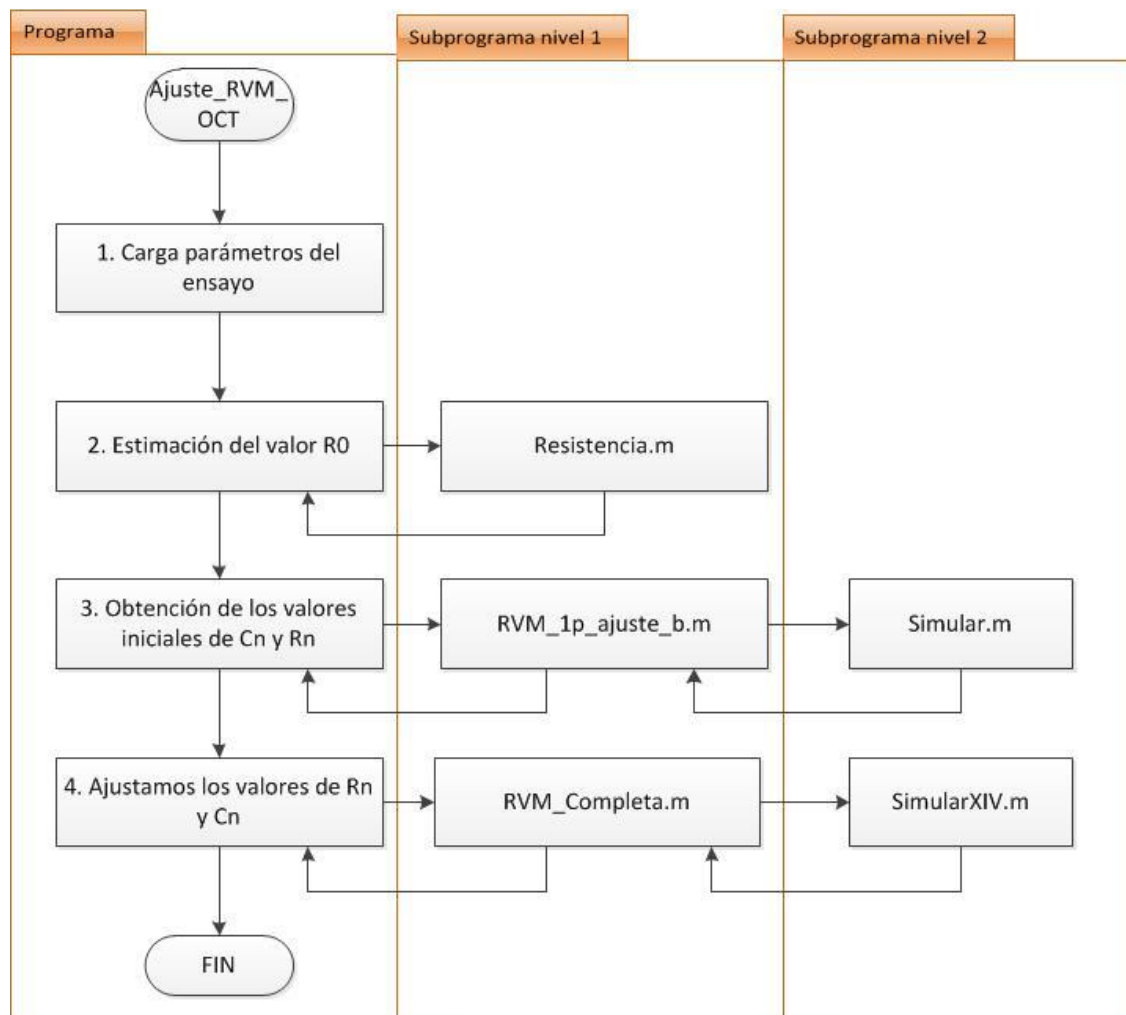 Programa
Subprograma nivel 1
Subprograma nivel 2
Ajuste_RVM_
OCT
1. Carga parámetros del
ensayo
2. Estimación del valor R0
Resistencia.m
3. Obtención de los valores
iniciales de Cn y Rn
RVM_1p_ajuste_b.m
Simular.m
4. Ajustamos los valores de Rn
y Cn
RVM_Completa.m
SimularXIV.m
FIN